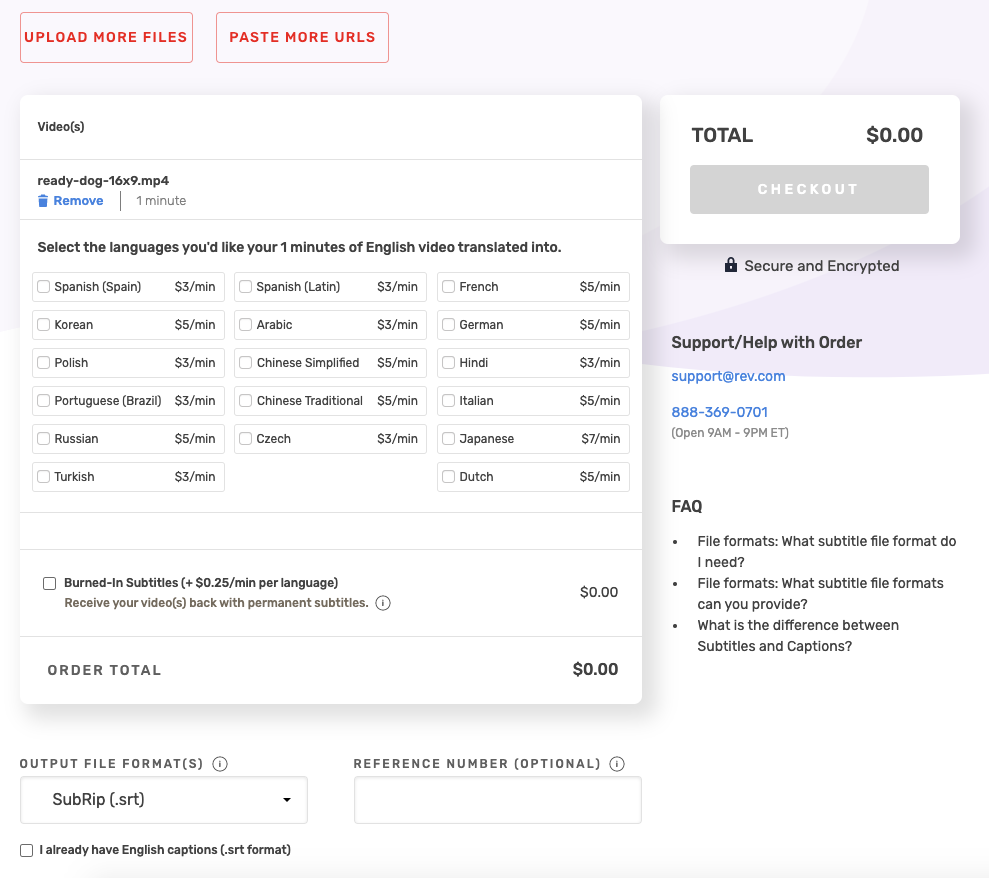 UPLOAD MORE FILES
PASTE MORE URLS
Video(s)
ready-dog-16x9.mp4
Remove 1 minute
Select the languages you'd like your 1 minutes of English video translated into.
Spanish (Spain) $3/min
Spanish (Latin) $3/min
French $5/min
Korean $5/min
Arabic $3/min
German $5/min
Polish $3/min
Chinese Simplified $5/min
Hindi $3/min
Portuguese (Brazil) $3/min
Chinese Traditional $5/min
Italian $5/min
Russian $5/min
Czech $3/min
Japanese $7/min
Turkish $3/min
Dutch $5/min
Burned-In Subtitles (+ $0.25/min per language)
Receive your video(s) back with permanent subtitles.
$0.00
ORDER TOTAL $0.00
TOTAL $0.00
CHECKOUT
Secure and Encrypted
Support/Help with Order
support@rev.com
888-369-0701
(Open 9AM - 9PM ET)
FAQ
• File formats: What subtitle file format do
I need?
• File formats: What subtitle file formats
can you provide?
• What is the difference between
Subtitles and Captions?
OUTPUT FILE FORMAT(S)
SubRip (.srt)
REFERENCE NUMBER (OPTIONAL)
I already have English captions (.srt format)